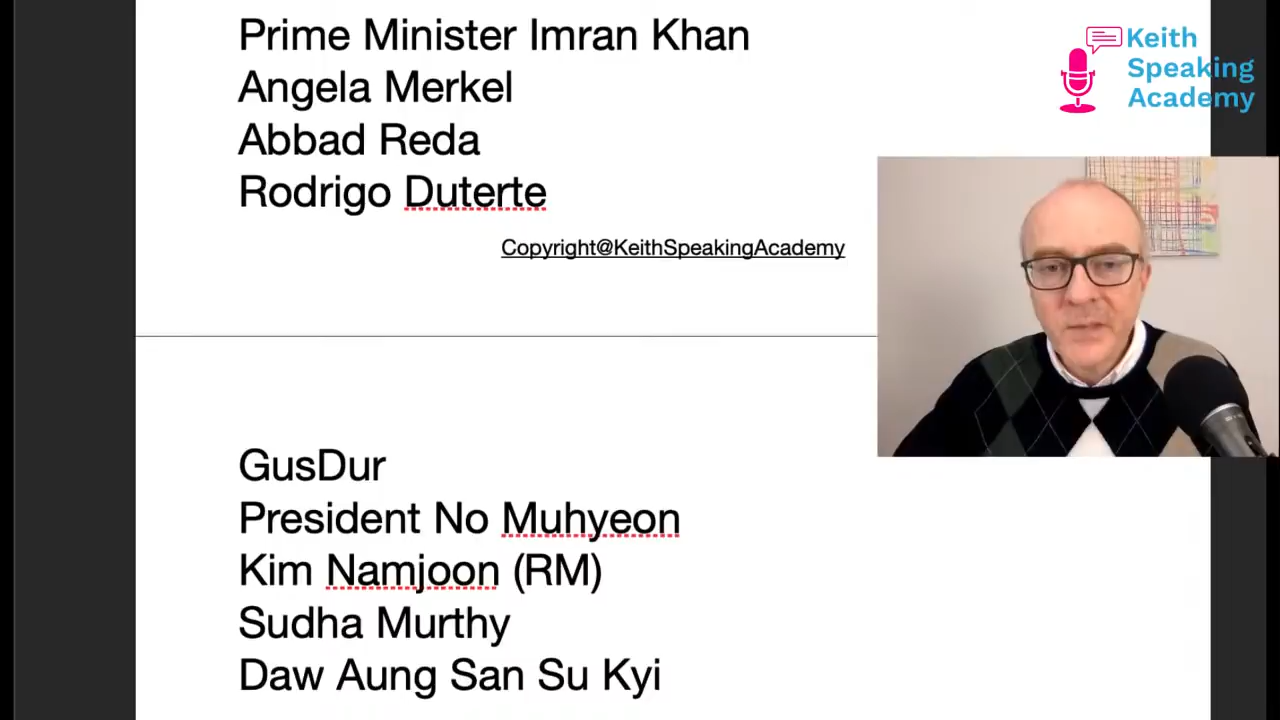 Prime Minister Imran Khan
Angela Merkel
Abbad Reda
Rodrigo Duterte
Copyright@KeithSpeakingAcademy
GusDur
President No Muhyeon
Kim Namjoon (RM)
Sudha Murthy
Daw Aung San Su Kyi
Keith
Speaking
Academy